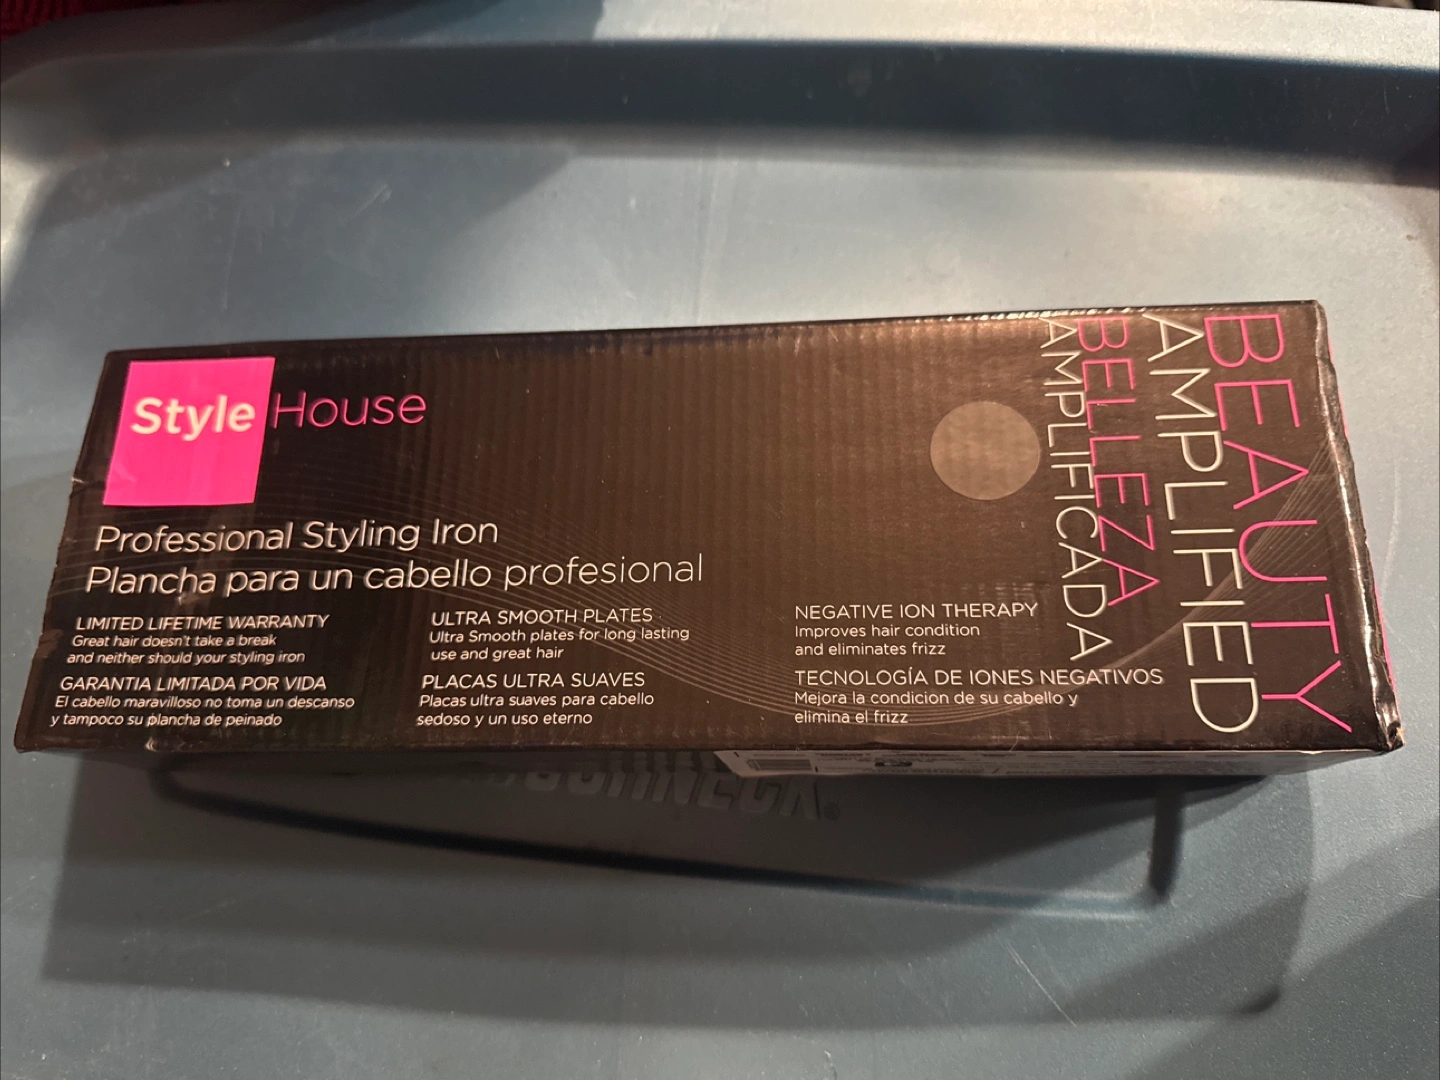 Style House
Professional Styling Iron
Plancha para un cabello profesional
LIMITED LIFETIME WARRANTY
Great hair doesn't take a break
and neither should your styling iron
GARANTIA LIMITADA POR VIDA
El cabello maravilloso no toma un descanso
y tampoco su plancha de peinado
ULTRA SMOOTH PLATES
Ultra Smooth plates for long lasting
use and great hair
PLACAS ULTRA SUAVES
Placas ultra suaves para cabello
sedoso y un uso eterno
NEGATIVE ION THERAPY
Improves hair condition
and eliminates frizz
TECNOLOGÍA DE IONES NEGATIVOS
Mejora la condicion de su cabello y
elimina el frizz
BEAUTY
AMPLIFIED
BELLEZA
AMPLIFICADA